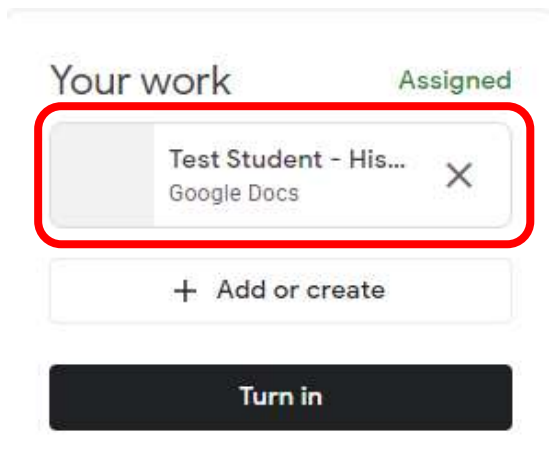 Your work
Assigned
Test Student - His...
Google Docs
+ Add or create
Turn in